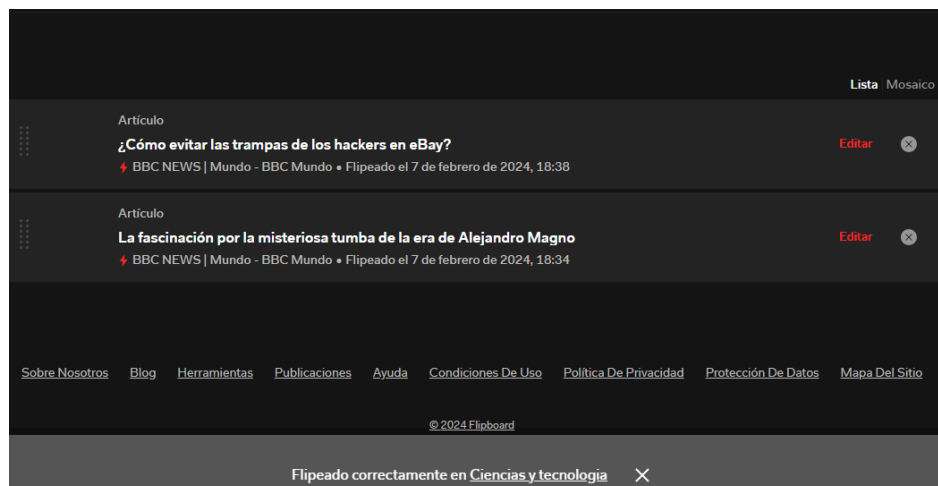 Lista | Mosaico
Artículo
¿Cómo evitar las trampas de los hackers en eBay?
BBC NEWS | Mundo - BBC Mundo • Flipeado el 7 de febrero de 2024, 18:38
Editar
Artículo
La fascinación por la misteriosa tumba de la era de Alejandro Magno
BBC NEWS | Mundo - BBC Mundo • Flipeado el 7 de febrero de 2024, 18:34
Editar
Sobre Nosotros Blog Herramientas Publicaciones Ayuda Condiciones De Uso Política De Privacidad Protección De Datos Mapa Del Sitio
© 2024 Flipboard
Flipeado correctamente en Ciencias y tecnologia